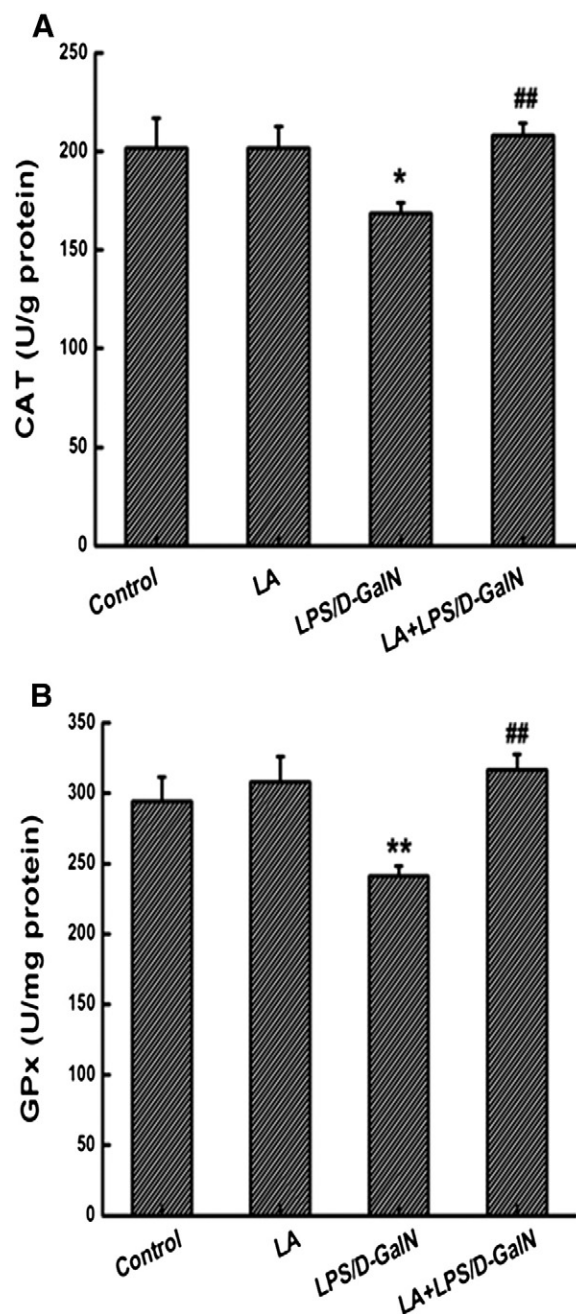 A
CAT (U/g protein)
250
200
150
100
50
0
*
##
Control
LA
LPS/D-GalN
LA+LPS/D-GalN
B
GPx (U/mg protein)
350
300
250
200
150
100
50
0
**
##
Control
LA
LPS/D-GalN
LA+LPS/D-GalN